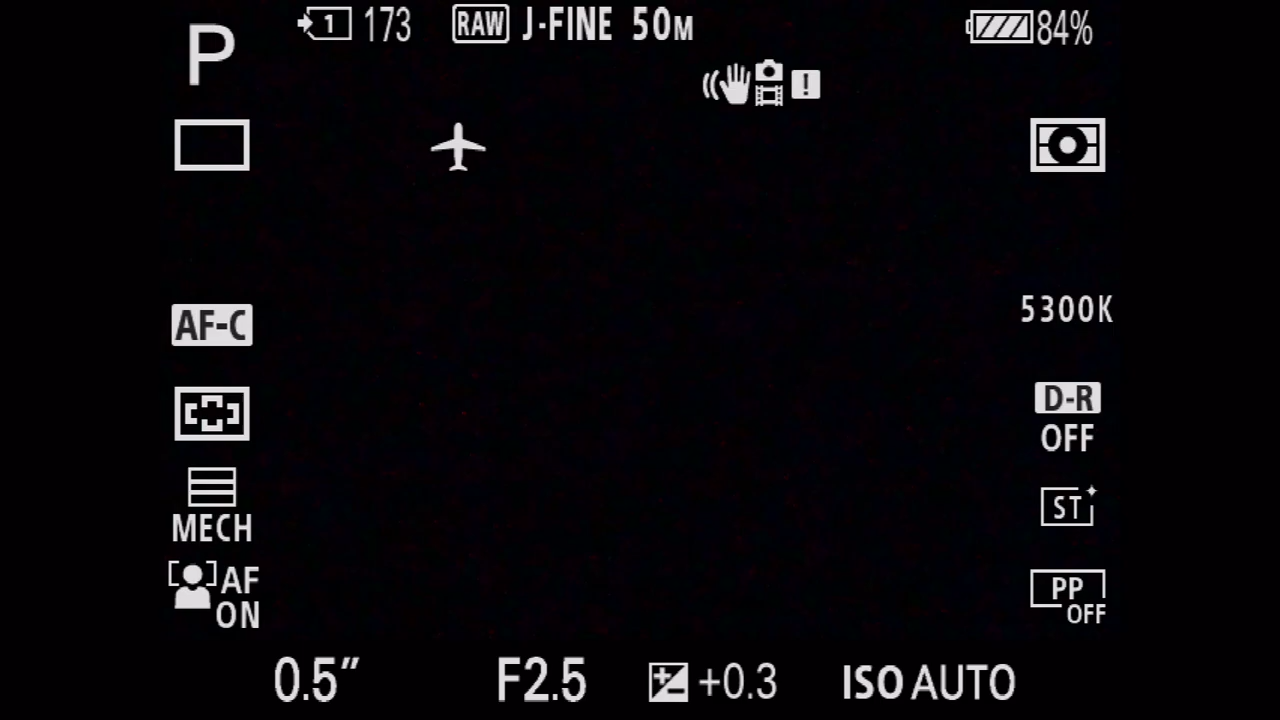 P
1 173 RAW J-FINE 50M 84%
!
AF-C
5300K
D-R
OFF
MECH
ST
AF
ON
PP
OFF
0.5″ F2.5 +0.3 ISO AUTO